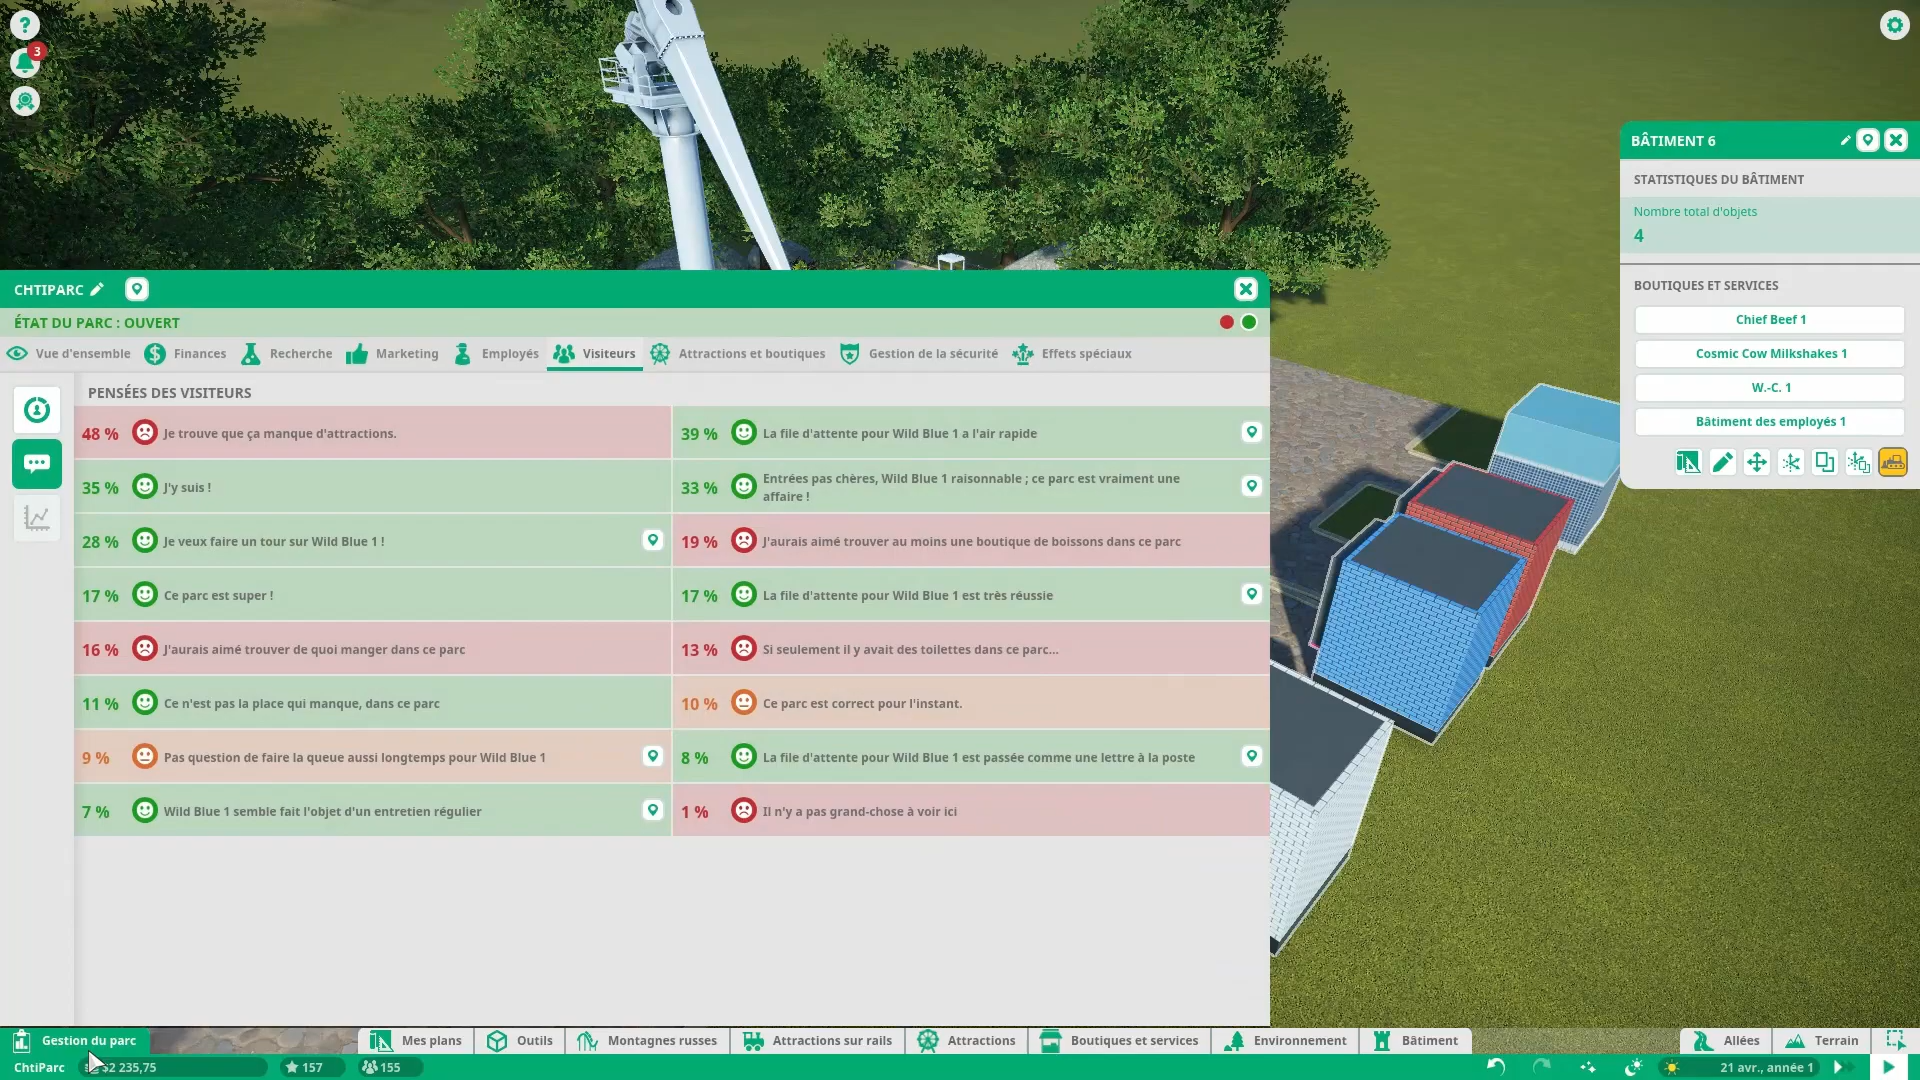 ?
3
BÂTIMENT 6
STATISTIQUES DU BÂTIMENT
Nombre total d'objets
4
BOUTIQUES ET SERVICES
Chief Beef 1
Cosmic Cow Milkshakes 1
W.-C. 1
Bâtiment des employés 1
CHTIPARC
ÉTAT DU PARC : OUVERT
Vue d'ensemble
Finances
Recherche
Marketing
Employés
Visiteurs
Attractions et boutiques
Gestion de la sécurité
Effets spéciaux
PENSÉES DES VISITEURS
48 % Je trouve que ça manque d'attractions.
39 % La file d'attente pour Wild Blue 1 a l'air rapide
35 % J'y suis !
33 % Entrées pas chères, Wild Blue 1 raisonnable ; ce parc est vraiment une
affaire !
28 % Je veux faire un tour sur Wild Blue 1 !
19 % J'aurais aimé trouver au moins une boutique de boissons dans ce parc
17 % Ce parc est super !
17 % La file d'attente pour Wild Blue 1 est très réussie
16 % J'aurais aimé trouver de quoi manger dans ce parc
13 % Si seulement il y avait des toilettes dans ce parc...
11 % Ce n'est pas la place qui manque, dans ce parc
10 % Ce parc est correct pour l'instant.
9 % Pas question de faire la queue aussi longtemps pour Wild Blue 1
8 % La file d'attente pour Wild Blue 1 est passée comme une lettre à la poste
7 % Wild Blue 1 semble fait l'objet d'un entretien régulier
1 % Il n'y a pas grand-chose à voir ici
Gestion du parc
Mes plans
Outils
Montagnes russes
Attractions sur rails
Attractions
Boutiques et services
Environnement
Bâtiment
Allées
Terrain
ChtiParc
2 235,75
157
155
21 avr., année 1